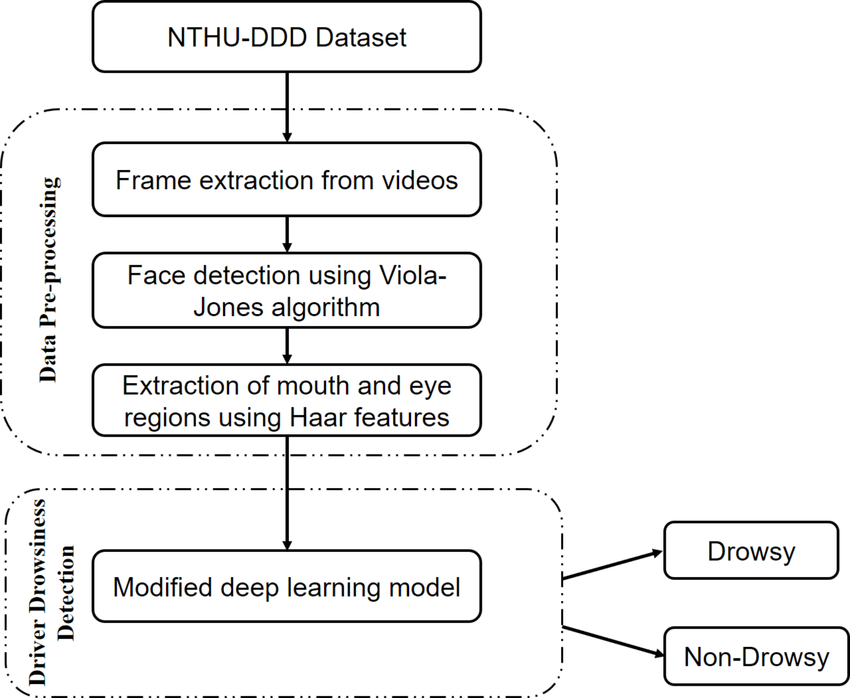 NTHU-DDD Dataset
Data Pre-processing
Frame extraction from videos
Face detection using Viola-
Jones algorithm
Extraction of mouth and eye
regions using Haar features
Driver Drowsiness
Detection
Modified deep learning model
Drowsy
Non-Drowsy